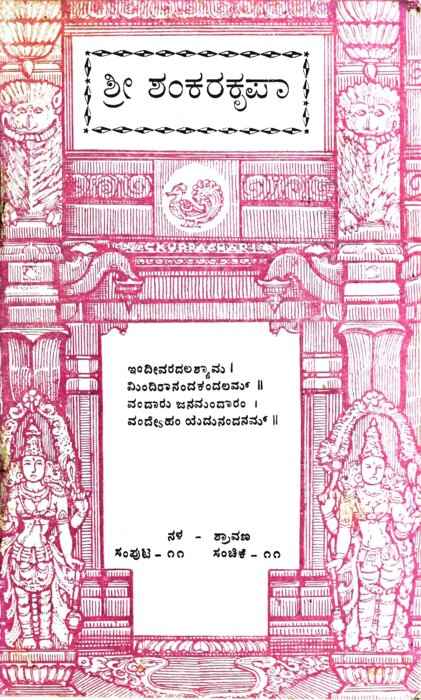 ಶ್ರೀ ಶಂಕರಕೃಪಾ
ಇಂದೀವರದಲಶ್ಯಾಮ ।
ಮಿಂದಿರಾನಂದಕಂದಲಮ್ ॥
ವಂದಾರು ಜನಮಂದಾರಂ ।
ವಂದೇಽಹಂ ಯದುನಂದನಮ್ ॥
ನಳ - ಶ್ರಾವಣ
ಸಂಪುಟ - ೧೧ ಸಂಚಿಕೆ - ೧೧